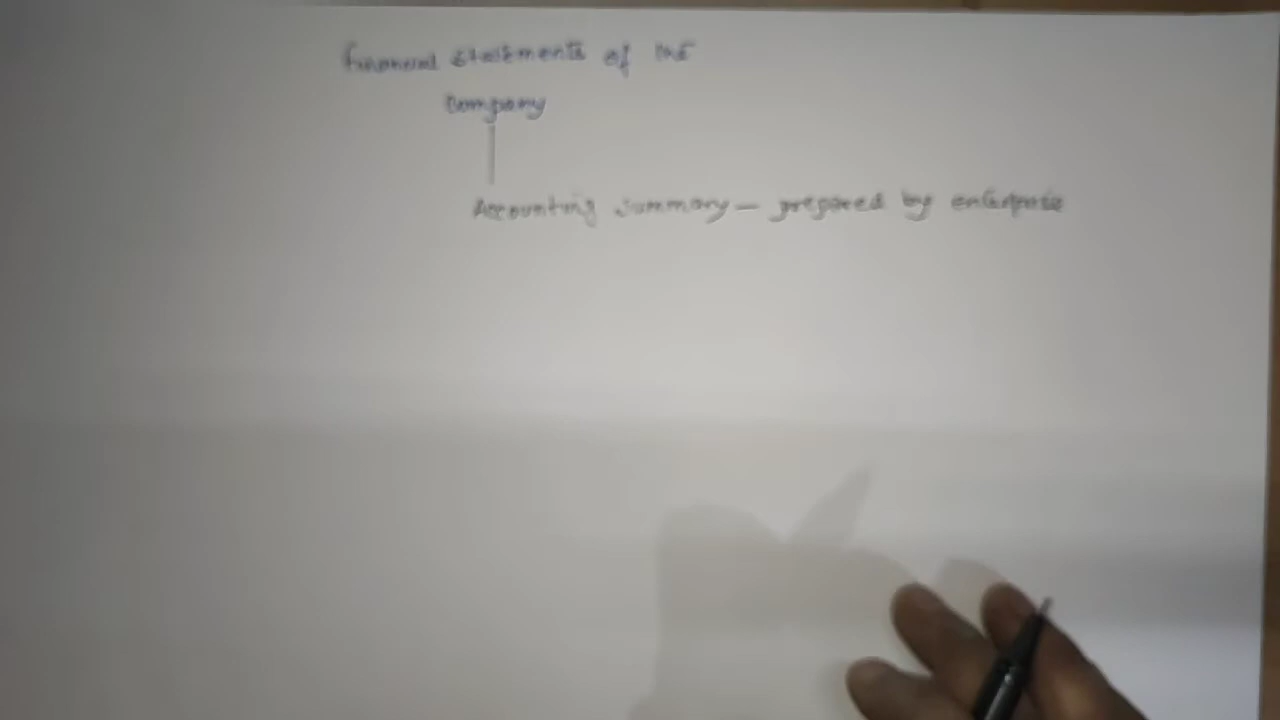 Financial statements of the
Company
Accounting summary — prepared by enterprise